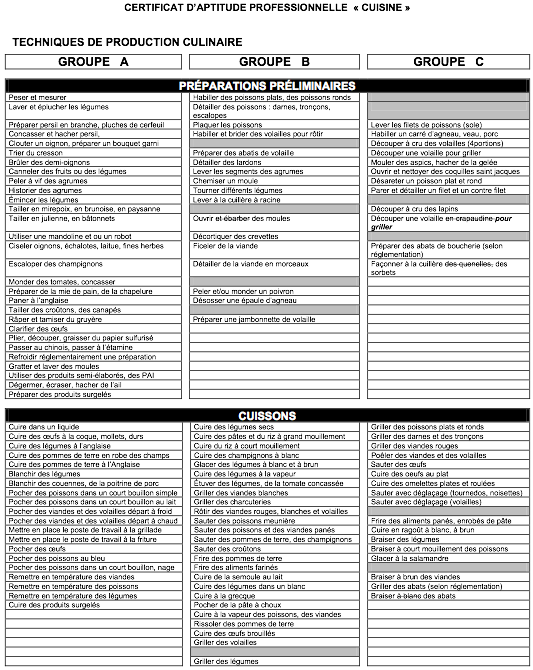 CERTIFICAT D'APTITUDE PROFESSIONNELLE « CUISINE »
TECHNIQUES DE PRODUCTION CULINAIRE
GROUPE A
GROUPE B
GROUPE C
PRÉPARATIONS PRÉLIMINAIRES
Peser et mesurer
Laver et éplucher les légumes
Préparer persil en branche, pluches de cerfeuil
Concasser et hacher persil,
Clouter un oignon, préparer un bouquet garni
Trier du cresson
Brûler des demi-oignons
Canneler des fruits ou des légumes
Peler à vif des agrumes
Historier des agrumes
Émincer les légumes
Tailler en mirepoix, en brunoise, en paysanne
Tailler en julienne, en bâtonnets
Utiliser une mandoline et ou un robot
Ciseler oignons, échalotes, laitue, fines herbes
Escaloper des champignons
Monder des tomates, concasser
Préparer de la mie de pain, de la chapelure
Paner à l'anglaise
Tailler des croûtons, des canapés
Râper et tamiser du gruyère
Clarifier des œufs
Plier, découper, graisser du papier sulfurisé
Passer au chinois, passer à l'étamine
Refroidir réglementairement une préparation
Gratter et laver des moules
Utiliser des produits semi-élaborés, des PAI
Dégermer, écraser, hacher de l'ail
Préparer des produits surgelés
Habiller des poissons plats, des poissons ronds
Détailler des poissons : darnes, tronçons,
escalopes
Plaquer les poissons
Habiller et brider des volailles pour rôtir
Préparer des abats de volaille
Détailler des lardons
Lever les segments des agrumes
Chemiser un moule
Tourner différents légumes
Lever à la cuillère à racine
Ouvrir et ébarber des moules
Décortiquer des crevettes
Ficeler de la viande
Détailler de la viande en morceaux
Peler et/ou monder un poivron
Désosser une épaule d'agneau
Préparer une jambonnette de volaille
Lever les filets de poissons (sole)
Habiller un carré d'agneau, veau, porc
Découper à cru des volailles (4portions)
Découper une volaille pour griller
Mouler des aspics, hacher de la gelée
Ouvrir et nettoyer des coquilles saint jacques
Désareter un poisson plat et rond
Parer et détailler un filet et un contre filet
Découper à cru des lapins
Découper une volaille en crapaudine pour
griller
Préparer des abats de boucherie (selon
réglementation)
Façonner à la cuillère des quenelles, des
sorbets
CUISSONS
Cuire dans un liquide
Cuire des œufs à la coque, mollets, durs
Cuire des légumes à l'anglaise
Cuire des pommes de terre en robe des champs
Cuire des pommes de terre à l'Anglaise
Blanchir des légumes
Blanchir des couennes, de la poitrine de porc
Pocher des poissons dans un court bouillon simple
Pocher des poissons dans un court bouillon au lait
Pocher des viandes et des volailles départ à froid
Pocher des viandes et des volailles départ à chaud
Mettre en place le poste de travail à la grillade
Mettre en place le poste de travail à la friture
Pocher des œufs
Pocher des poissons au bleu
Pocher des poissons dans un court bouillon, nage
Remettre en température des viandes
Remettre en température des poissons
Remettre en température des légumes
Cuire des produits surgelés
Cuire des légumes secs
Cuire des pâtes et du riz à grand mouillement
Cuire du riz à court mouillement
Cuire des champignons à blanc
Glacer des légumes à blanc et à brun
Cuire des légumes à la vapeur
Étuver des légumes, de la tomate concassée
Griller des viandes blanches
Griller des charcuteries
Rôtir des viandes rouges, blanches et volailles
Sauter des poissons meunière
Sauter des poissons et des viandes panés
Sauter des pommes de terre, des champignons
Sauter des croûtons
Frire des pommes de terre
Frire des aliments farinés
Cuire de la semoule au lait
Cuire des légumes dans un blanc
Cuire à la grecque
Pocher de la pâte à choux
Cuire à la vapeur des poissons, des viandes
Rissoler des pommes de terre
Cuire des œufs brouillés
Griller des volailles
Griller des légumes
Griller des poissons plats et ronds
Griller des darnes et des tronçons
Griller des viandes rouges
Poêler des viandes et des volailles
Sauter des œufs
Cuire des œufs au plat
Cuire des omelettes plates et roulées
Sauter avec déglaçage (tournedos, noisettes)
Sauter avec déglaçage (volailles)
Frire des aliments panés, enrobés de pâte
Cuire en ragoût à blanc, à brun
Braiser des légumes
Braiser à court mouillement des poissons
Glacer à la salamandre
Braiser à brun des viandes
Griller des abats (selon réglementation)
Braiser à blanc des abats